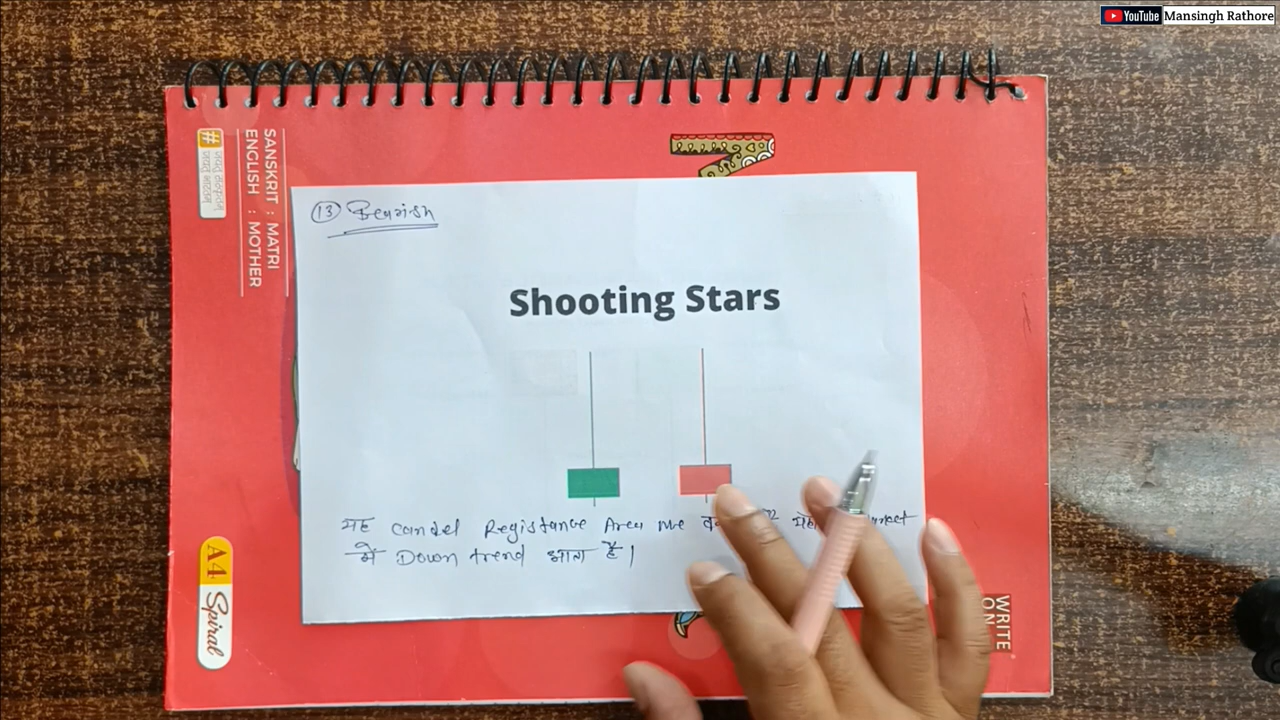 YouTube Mansingh Rathore
SANSKRIT : MATRI
ENGLISH : MOTHER
#
⑬ Bearish
Shooting Stars
यह Candel Registance Area me
में Down trend आता है।
A4
Spiral
WRITE
ON